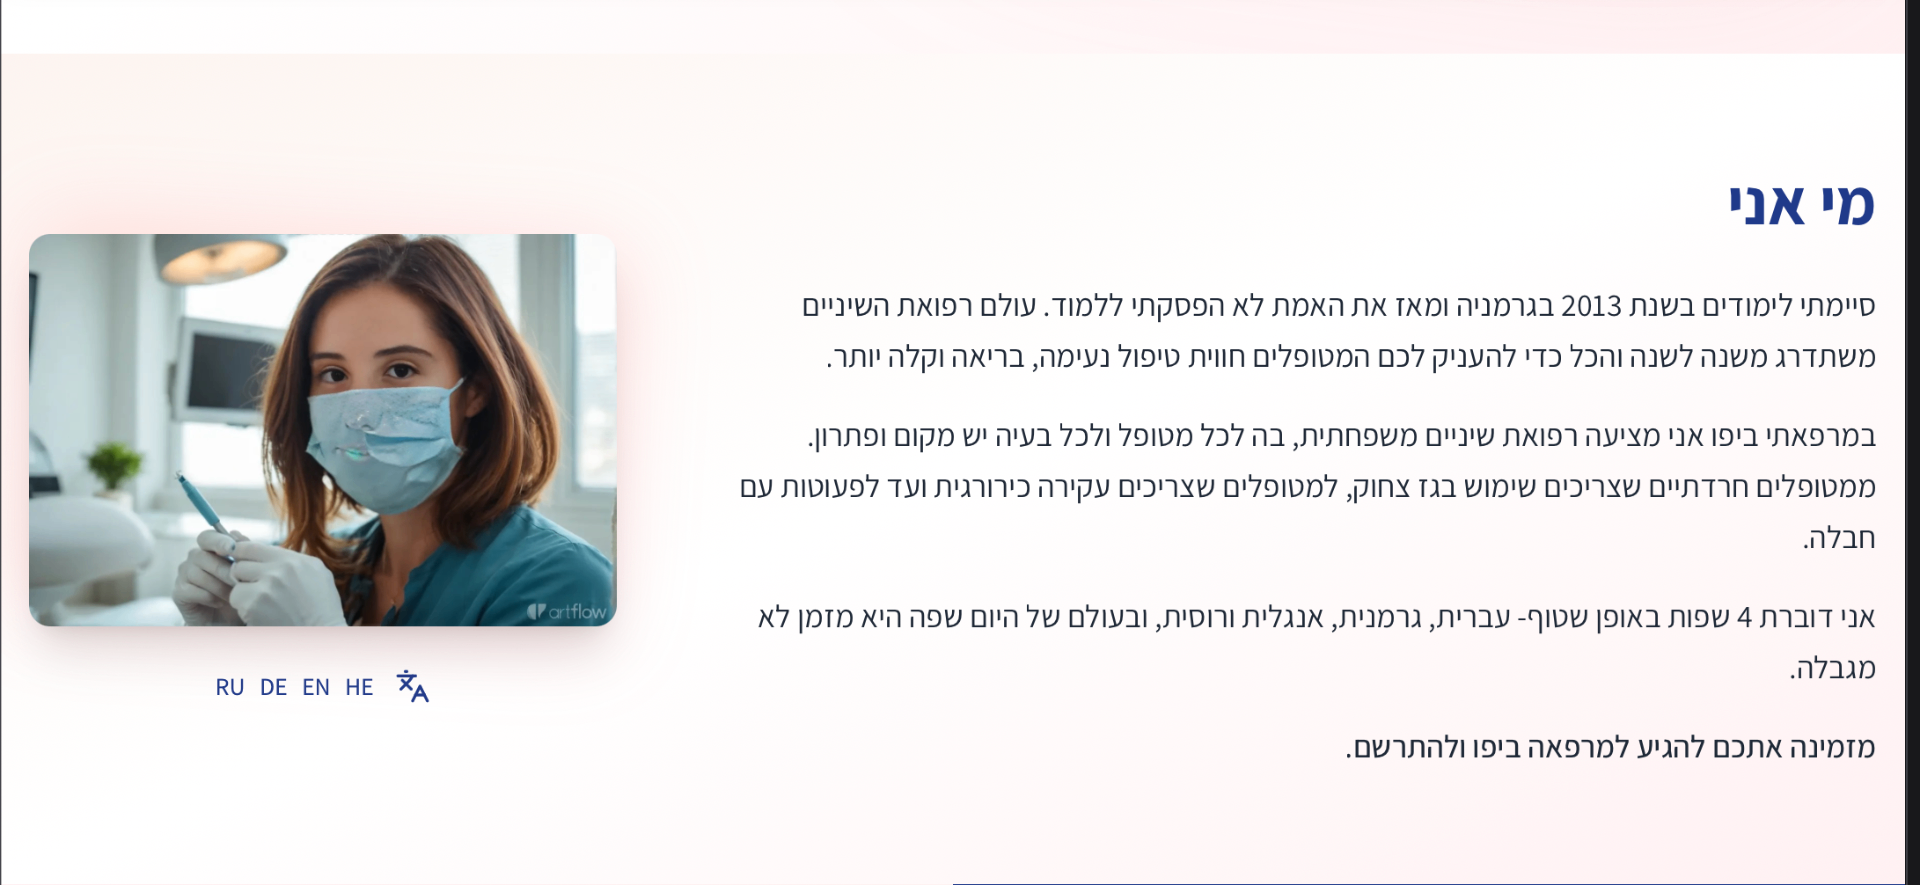 מי אני
סיימתי לימודים בשנת 2013 בגרמניה ומאז את האמת לא הפסקתי ללמוד. עולם רפואת השיניים
משתדרג משנה לשנה והכל כדי להעניק לכם המטופלים חווית טיפול נעימה, בריאה וקלה יותר.
במרפאתי ביפו אני מציעה רפואת שיניים משפחתית, בה לכל מטופל ולכל בעיה יש מקום ופתרון.
ממטופלים חרדתיים שצריכים שימוש בגז צחוק, למטופלים שצריכים עקירה כירורגית ועד לפעוטות עם
חבלה.
אני דוברת 4 שפות באופן שטוף- עברית, גרמנית, אנגלית ורוסית, ובעולם של היום שפה היא מזמן לא
מגבלה.
מזמינה אתכם להגיע למרפאה ביפו ולהתרשם.
artflow
RU DE EN HE